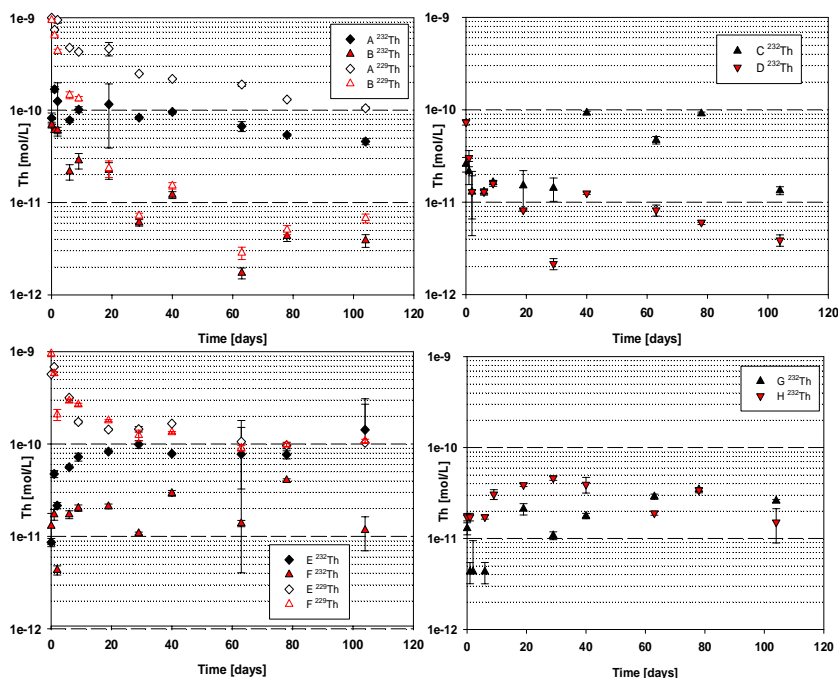 1e-9
1e-10
1e-11
1e-12
Th [mol/L]
0 20 40 60 80 100 120
Time [days]
A ²³²Th
B ²³²Th
A ²²⁹Th
B ²²⁹Th
1e-9
1e-10
1e-11
1e-12
Th [mol/L]
0 20 40 60 80 100 120
Time [days]
C ²³²Th
D ²³²Th
1e-9
1e-10
1e-11
1e-12
Th [mol/L]
0 20 40 60 80 100 120
Time [days]
E ²³²Th
F ²³²Th
E ²²⁹Th
F ²²⁹Th
1e-9
1e-10
1e-11
1e-12
Th [mol/L]
0 20 40 60 80 100 120
Time [days]
G ²³²Th
H ²³²Th